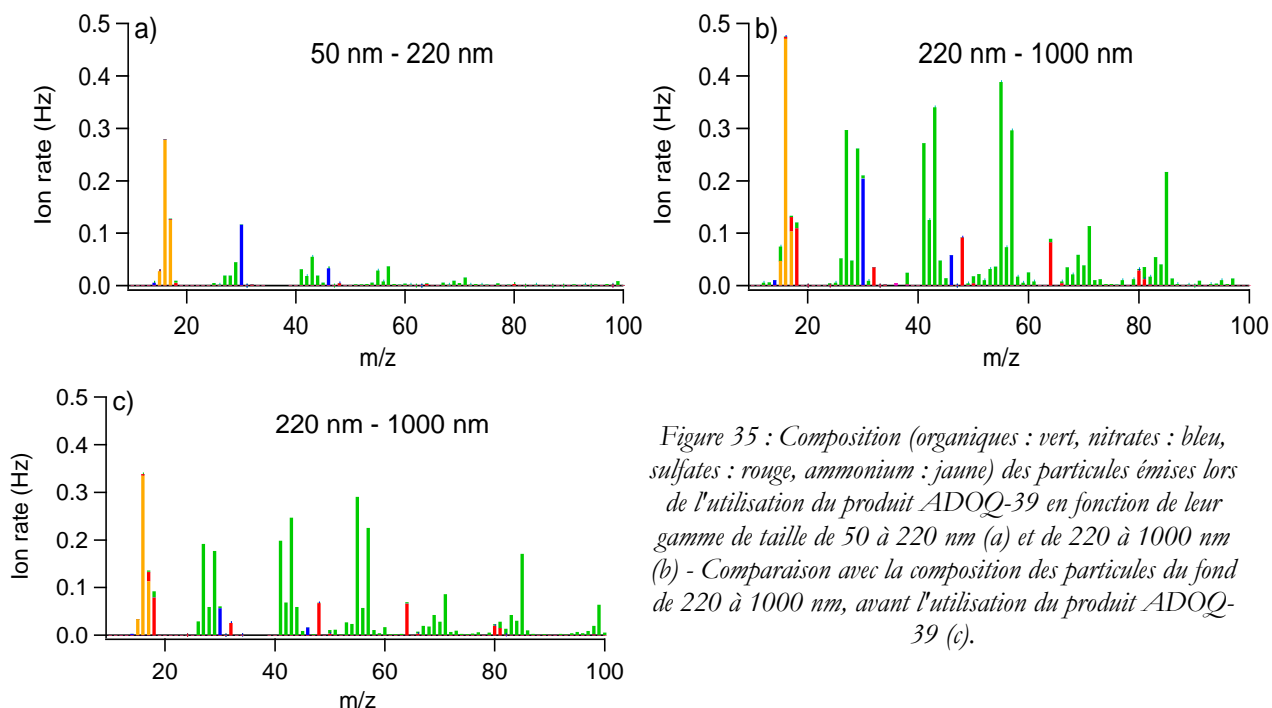 a)
50 nm - 220 nm
Ion rate (Hz)
0.5
0.4
0.3
0.2
0.1
0.0
20 40 60 80 100
m/z
b)
220 nm - 1000 nm
Ion rate (Hz)
0.5
0.4
0.3
0.2
0.1
0.0
20 40 60 80 100
m/z
c)
220 nm - 1000 nm
Ion rate (Hz)
0.5
0.4
0.3
0.2
0.1
0.0
20 40 60 80 100
m/z
Figure 35 : Composition (organiques : vert, nitrates : bleu,
sulfates : rouge, ammonium : jaune) des particules émises lors
de l'utilisation du produit ADOQ-39 en fonction de leur
gamme de taille de 50 à 220 nm (a) et de 220 à 1000 nm
(b) - Comparaison avec la composition des particules du fond
de 220 à 1000 nm, avant l'utilisation du produit ADOQ-
39 (c).